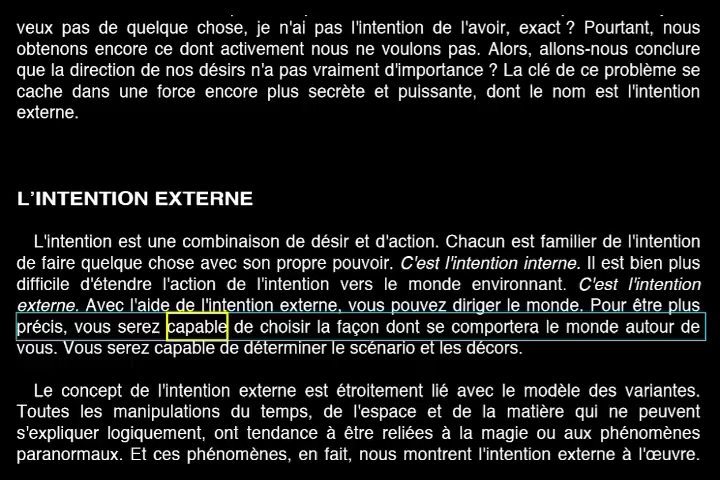 veux pas de quelque chose, je n'ai pas l'intention de l'avoir, exact ? Pourtant, nous
obtenons encore ce dont activement nous ne voulons pas. Alors, allons-nous conclure
que la direction de nos désirs n'a pas vraiment d'importance ? La clé de ce problème se
cache dans une force encore plus secrète et puissante, dont le nom est l'intention
externe.
L'INTENTION EXTERNE
L'intention est une combinaison de désir et d'action. Chacun est familier de l'intention
de faire quelque chose avec son propre pouvoir. C'est l'intention interne. Il est bien plus
difficile d'étendre l'action de l'intention vers le monde environnant. C'est l'intention
externe. Avec l'aide de l'intention externe, vous pouvez diriger le monde. Pour être plus
précis, vous serez capable de choisir la façon dont se comportera le monde autour de
vous. Vous serez capable de déterminer le scénario et les décors.
Le concept de l'intention externe est étroitement lié avec le modèle des variantes.
Toutes les manipulations du temps, de l'espace et de la matière qui ne peuvent
s'expliquer logiquement, ont tendance à être reliées à la magie ou aux phénomènes
paranormaux. Et ces phénomènes, en fait, nous montrent l'intention externe à l'œuvre.